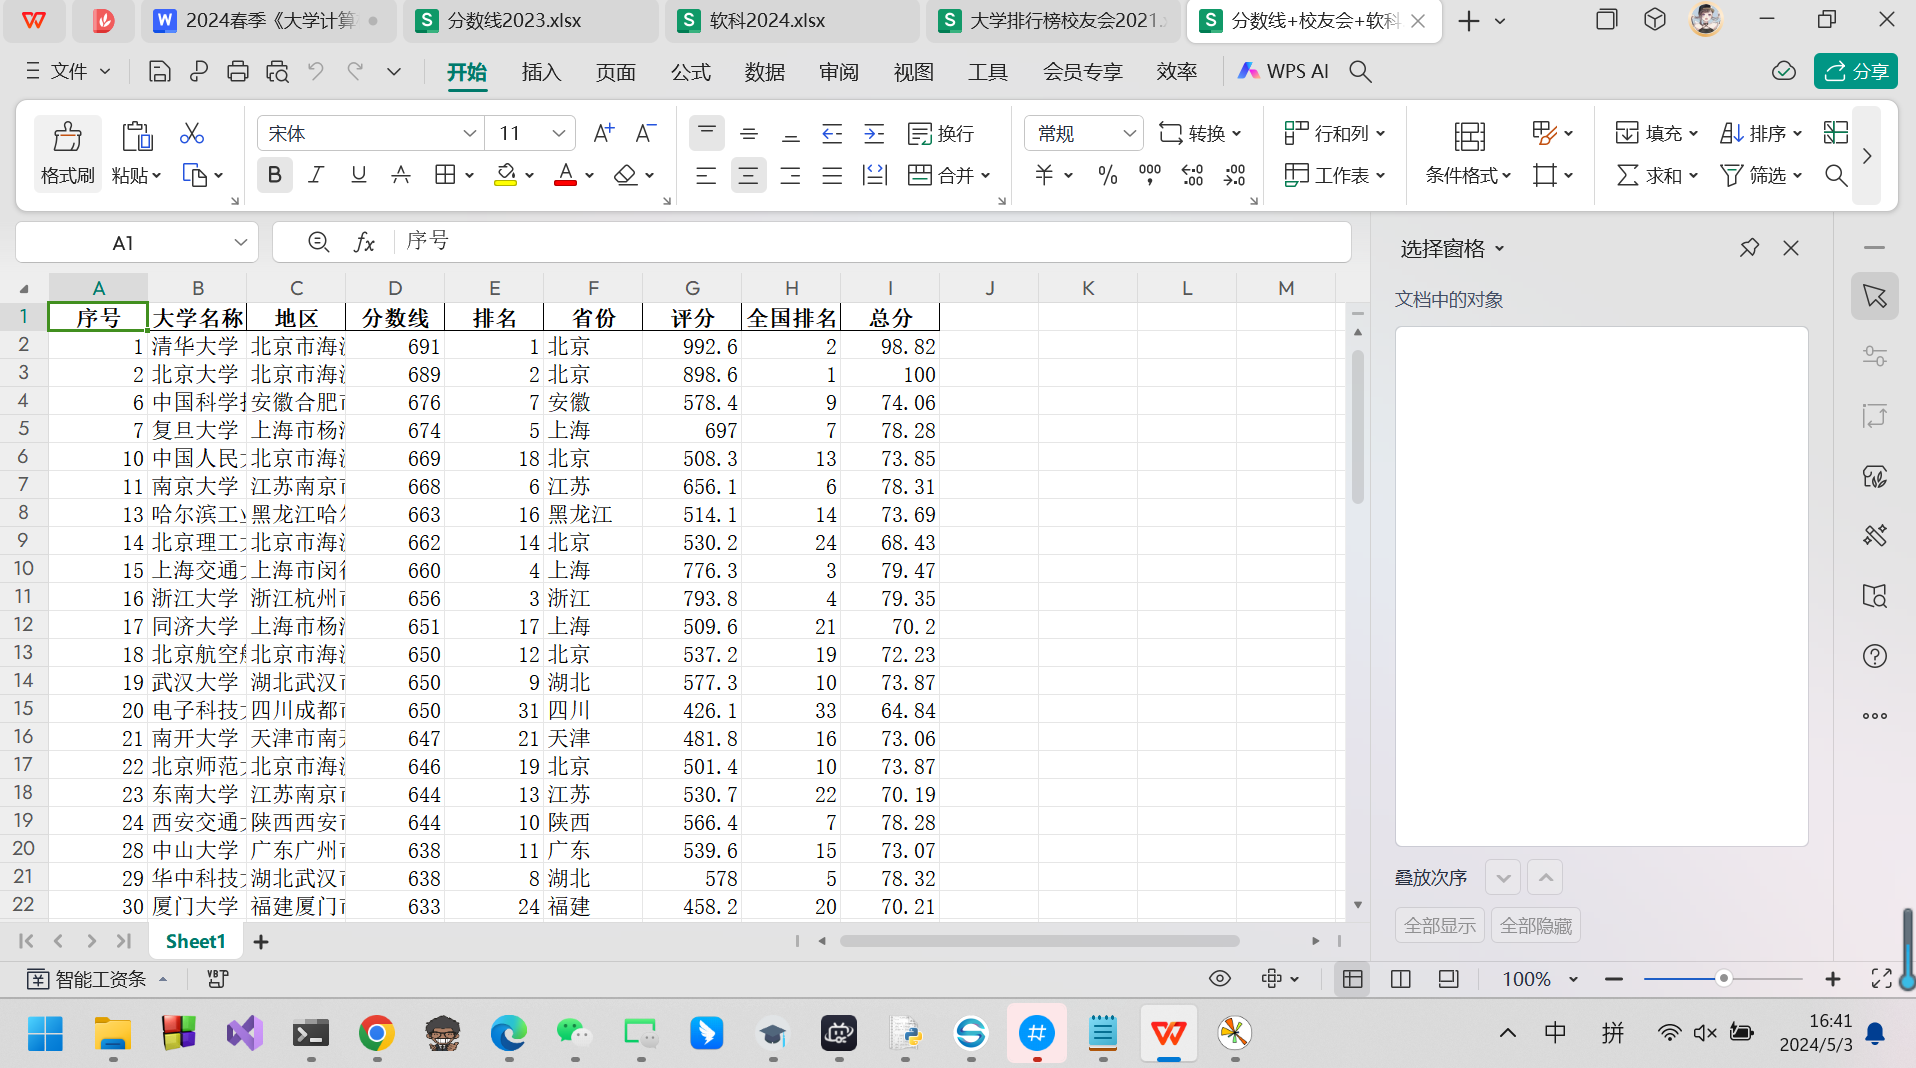 2024春季《大学计算
分数线2023.xlsx
软科2024.xlsx
大学排行榜校友会2021.
分数线+校友会+软科
文件
开始 插入 页面 公式 数据 审阅 视图 工具 会员专享 效率 WPS AI
分享
宋体 11 换行 常规 转换 行和列 填充 排序
格式刷 粘贴 合并 工作表 条件格式 求和 筛选
A1 序号
选择窗格
文档中的对象
A B C D E F G H I J K L M
1 序号 大学名称 地区 分数线 排名 省份 评分 全国排名 总分
2 1 清华大学 北京市海 691 1 北京 992.6 2 98.82
3 2 北京大学 北京市海 689 2 北京 898.6 1 100
4 6 中国科学 安徽合肥 676 7 安徽 578.4 9 74.06
5 7 复旦大学 上海市杨 674 5 上海 697 7 78.28
6 10 中国人民 北京市海 669 18 北京 508.3 13 73.85
7 11 南京大学 江苏南京 668 6 江苏 656.1 6 78.31
8 13 哈尔滨工 黑龙江哈 663 16 黑龙江 514.1 14 73.69
9 14 北京理工 北京市海 662 14 北京 530.2 24 68.43
10 15 上海交通 上海市闵 660 4 上海 776.3 3 79.47
11 16 浙江大学 浙江杭州 656 3 浙江 793.8 4 79.35
12 17 同济大学 上海市杨 651 17 上海 509.6 21 70.2
13 18 北京航空 北京市海 650 12 北京 537.2 19 72.23
14 19 武汉大学 湖北武汉 650 9 湖北 577.3 10 73.87
15 20 电子科技 四川成都 650 31 四川 426.1 33 64.84
16 21 南开大学 天津市南 647 21 天津 481.8 16 73.06
17 22 北京师范 北京市海 646 19 北京 501.4 10 73.87
18 23 东南大学 江苏南京 644 13 江苏 530.7 22 70.19
19 24 西安交通 陕西西安 644 10 陕西 566.4 7 78.28
20 28 中山大学 广东广州 638 11 广东 539.6 15 73.07
21 29 华中科技 湖北武汉 638 8 湖北 578 5 78.32
22 30 厦门大学 福建厦门 633 24 福建 458.2 20 70.21
叠放次序
全部显示 全部隐藏
Sheet1
智能工资条
100%
中 拼
16:41
2024/5/3